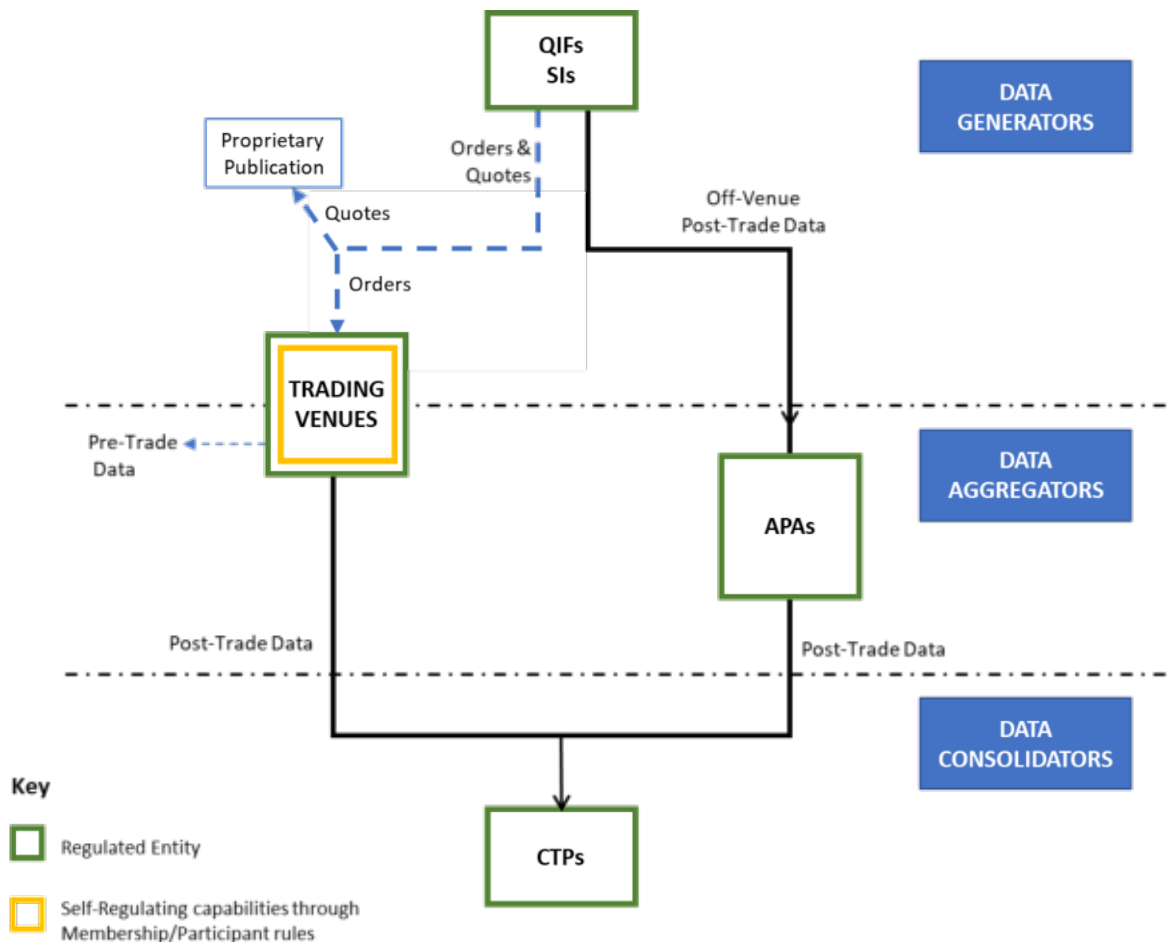 QIFs
SIs
DATA
GENERATORS
Proprietary
Publication
Orders &
Quotes
Off-Venue
Post-Trade Data
Quotes
Orders
TRADING
VENUES
Pre-Trade
Data
DATA
AGGREGATORS
APAs
Post-Trade Data
Post-Trade Data
DATA
CONSOLIDATORS
Key
Regulated Entity
CTPs
Self-Regulating capabilities through
Membership/Participant rules